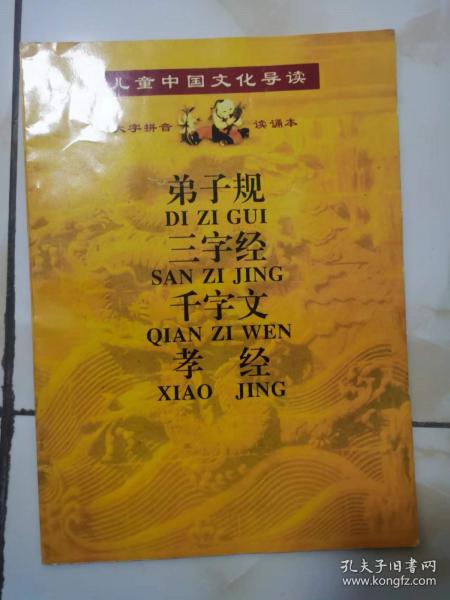 儿童中国文化导读
大字拼音 读诵本
弟子规
DI ZI GUI
三字经
SAN ZI JING
千字文
QIAN ZI WEN
孝 经
XIAO JING
孔夫子旧书网
www.kongfz.com